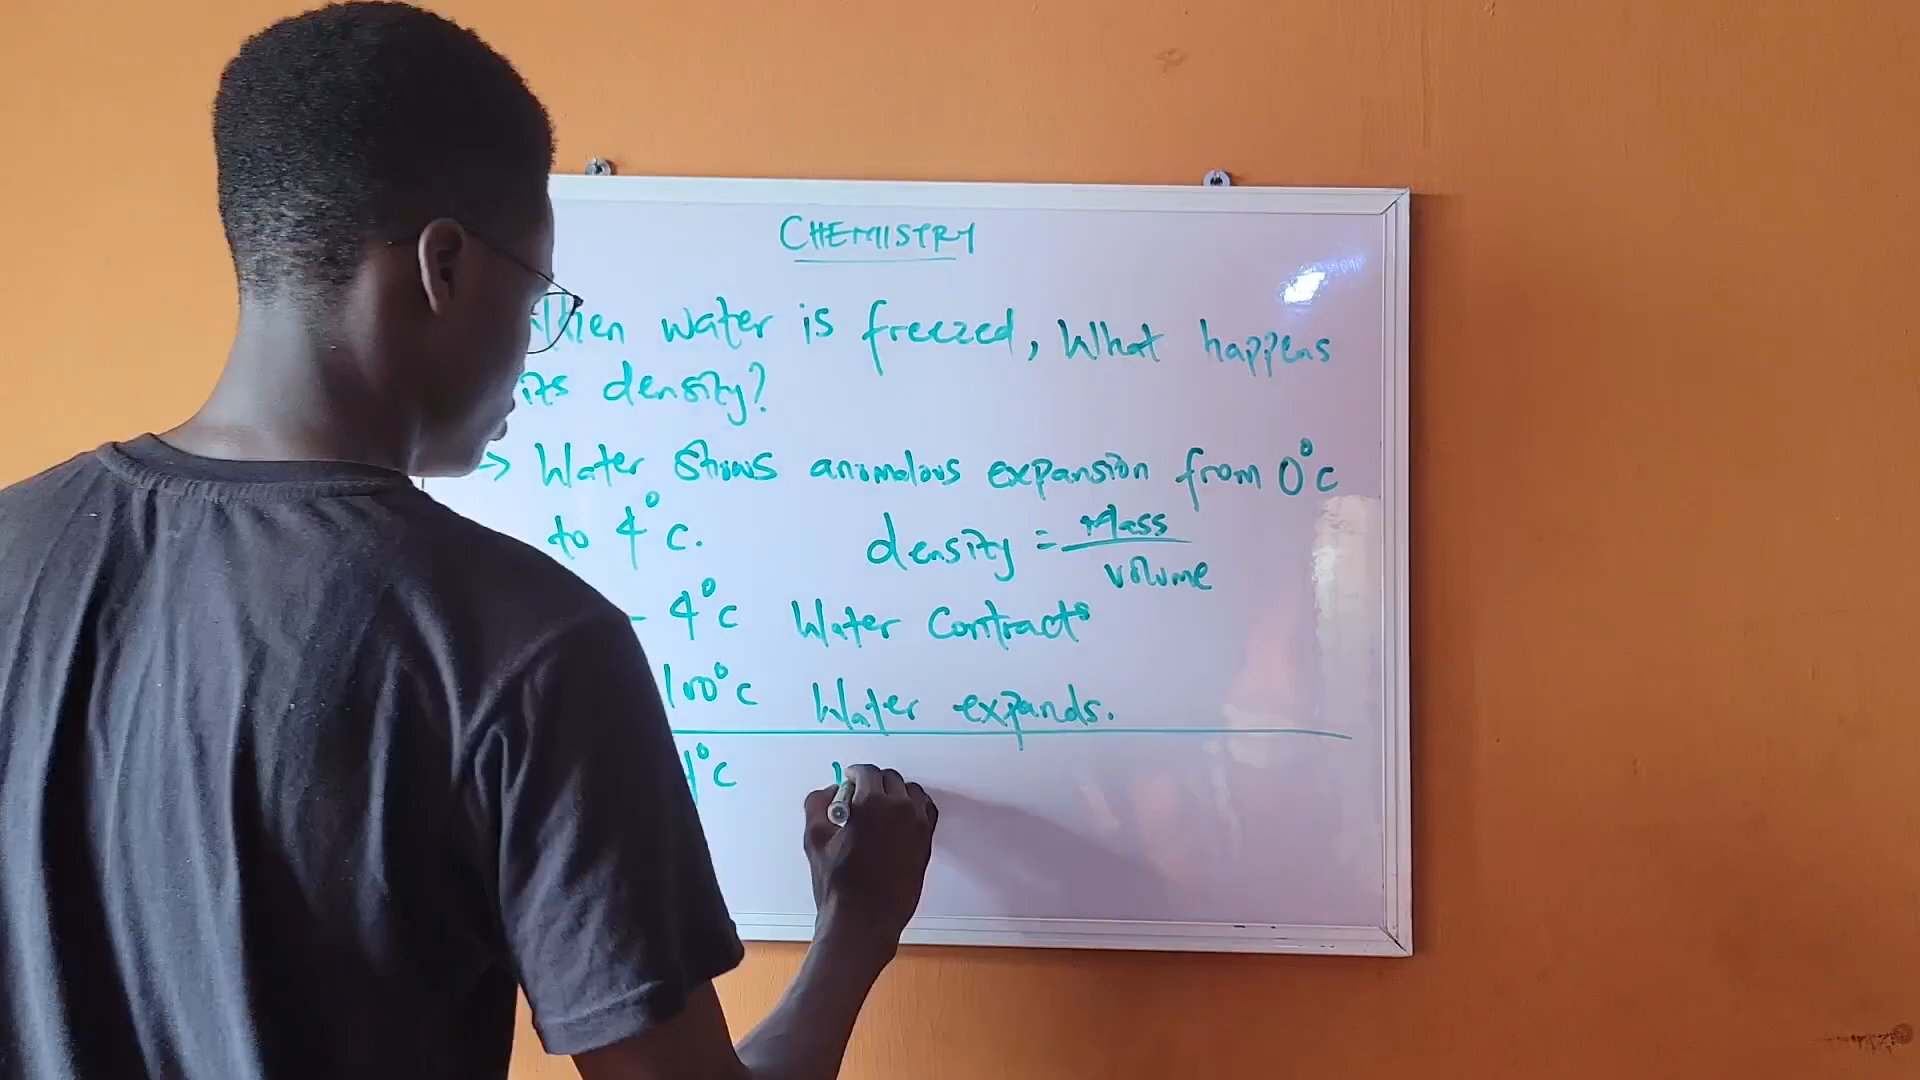 CHEMISTRY
When water is freezed, What happens
its density?
→ Water shows anomalous expansion from 0°C
to 4°C. density = Mass / volume
- 4°C Water Contracts
100°C Water expands.
4°C